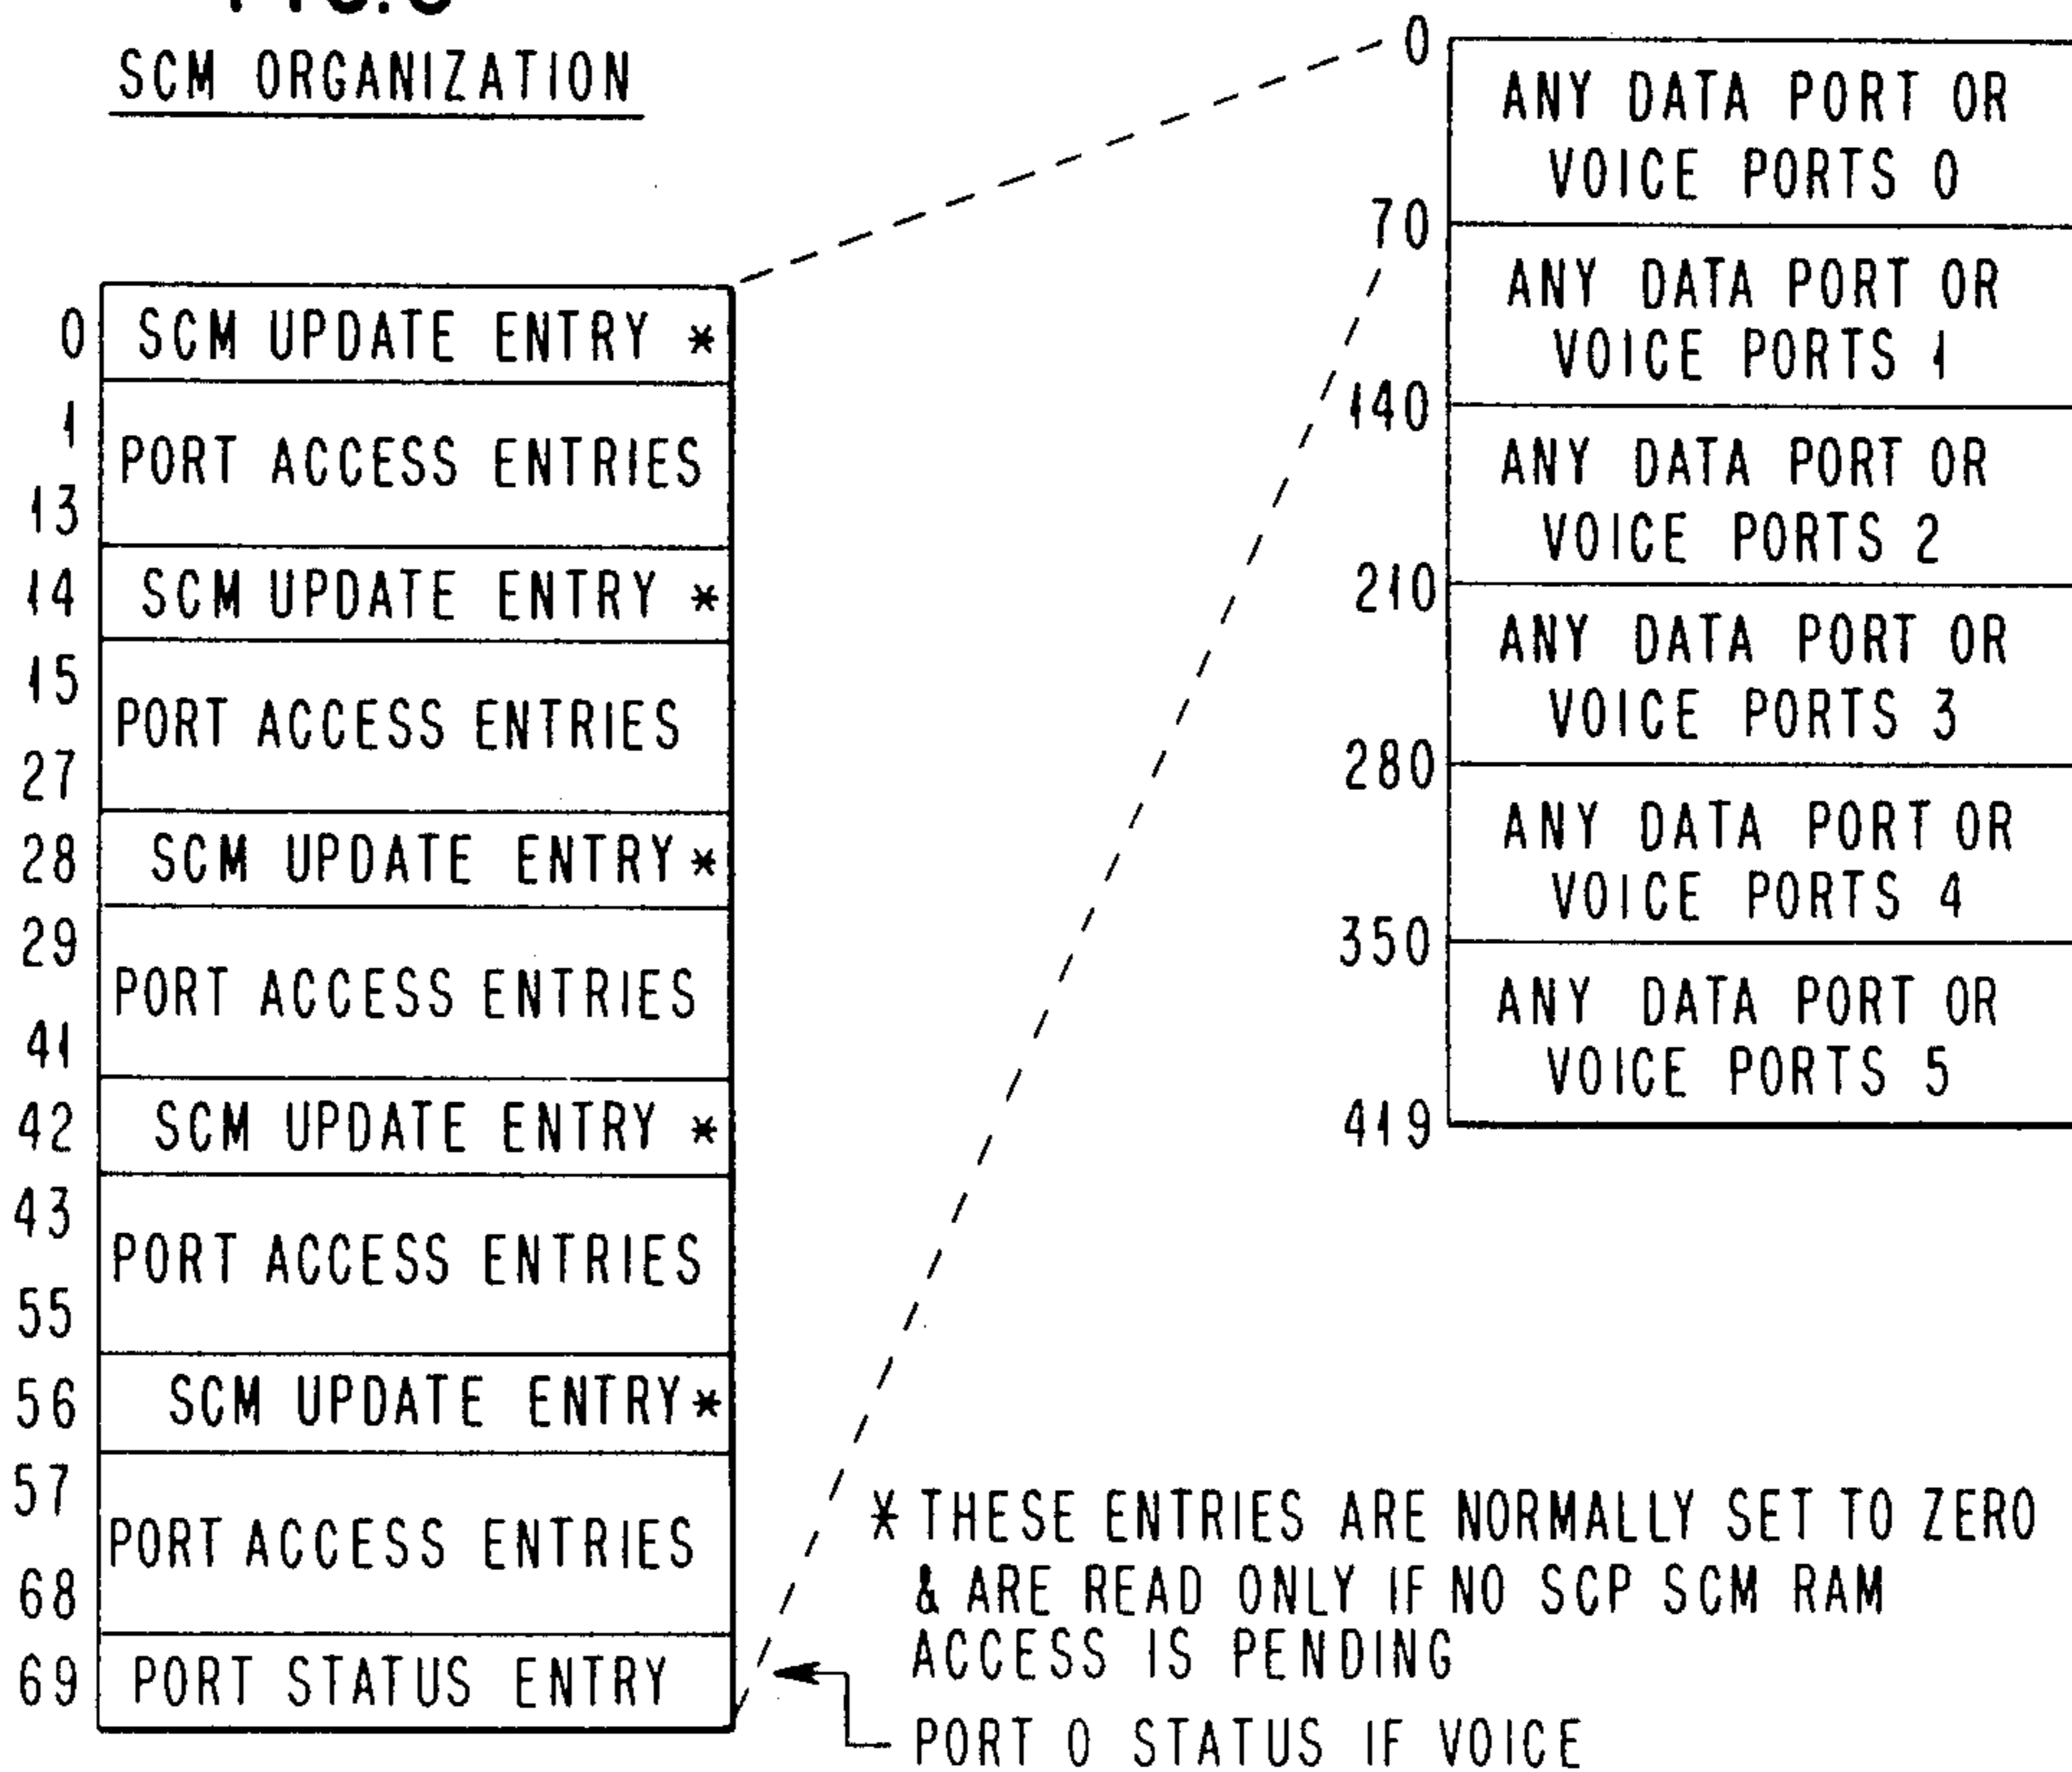 SCM ORGANIZATION
0 SCM UPDATE ENTRY *
1
PORT ACCESS ENTRIES
13
14 SCM UPDATE ENTRY *
15
PORT ACCESS ENTRIES
27
28 SCM UPDATE ENTRY *
29
PORT ACCESS ENTRIES
41
42 SCM UPDATE ENTRY *
43
PORT ACCESS ENTRIES
55
56 SCM UPDATE ENTRY *
57
PORT ACCESS ENTRIES
68
69 PORT STATUS ENTRY
0
ANY DATA PORT OR
VOICE PORTS 0
70
ANY DATA PORT OR
VOICE PORTS 1
140
ANY DATA PORT OR
VOICE PORTS 2
210
ANY DATA PORT OR
VOICE PORTS 3
280
ANY DATA PORT OR
VOICE PORTS 4
350
ANY DATA PORT OR
VOICE PORTS 5
419
* THESE ENTRIES ARE NORMALLY SET TO ZERO
& ARE READ ONLY IF NO SCP SCM RAM
ACCESS IS PENDING
PORT 0 STATUS IF VOICE